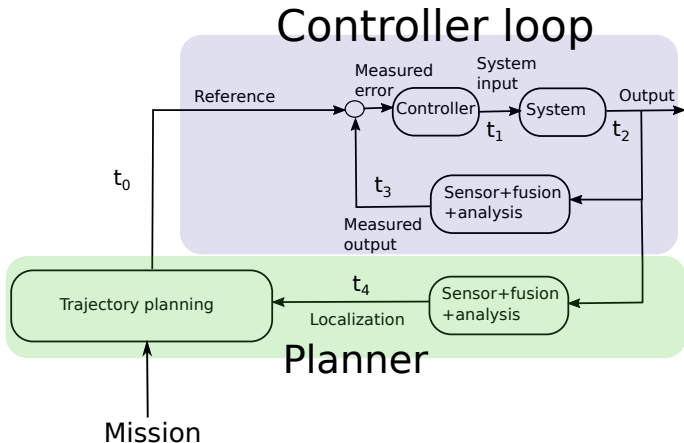 Controller loop
Measured
error
System
input
Reference
Controller
System
Output
t₁
t₂
t₀
t₃
Sensor+fusion
+analysis
Measured
output
Trajectory planning
t₄
Localization
Sensor+fusion
+analysis
Planner
Mission